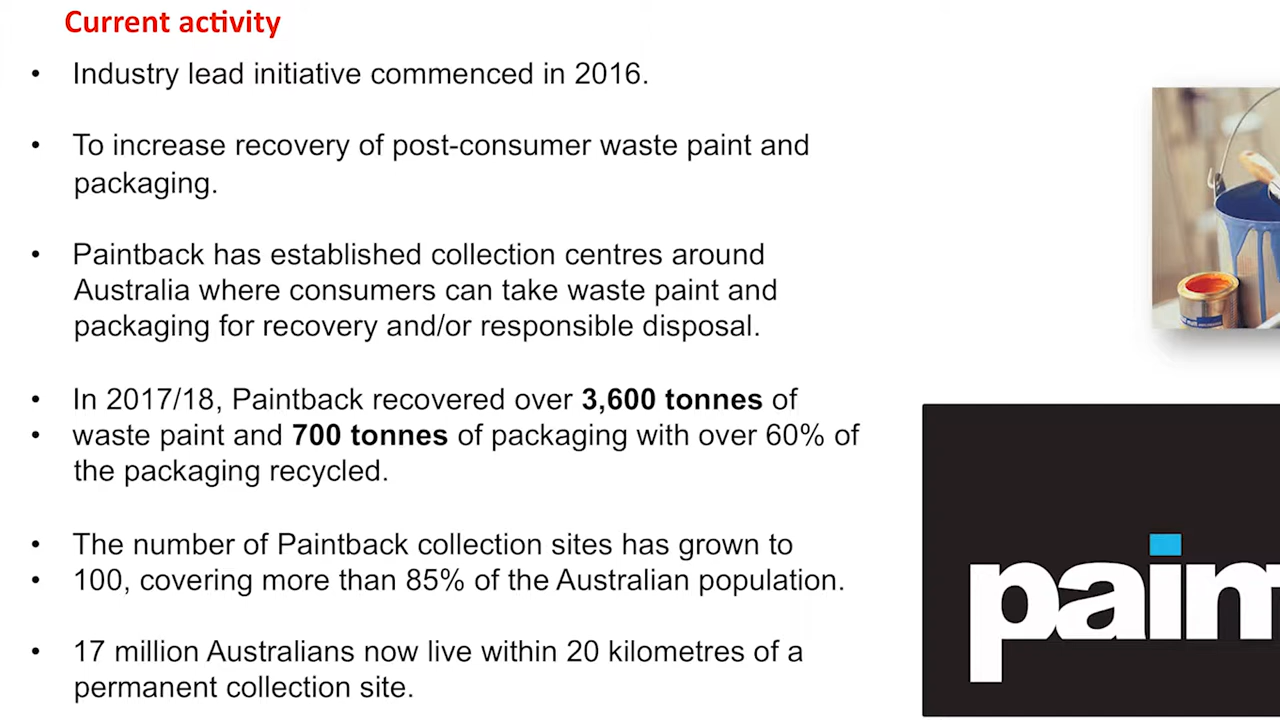 Current activity
• Industry lead initiative commenced in 2016.
• To increase recovery of post-consumer waste paint and
packaging.
• Paintback has established collection centres around
Australia where consumers can take waste paint and
packaging for recovery and/or responsible disposal.
• In 2017/18, Paintback recovered over 3,600 tonnes of
• waste paint and 700 tonnes of packaging with over 60% of
the packaging recycled.
• The number of Paintback collection sites has grown to
• 100, covering more than 85% of the Australian population.
• 17 million Australians now live within 20 kilometres of a
permanent collection site.
pain